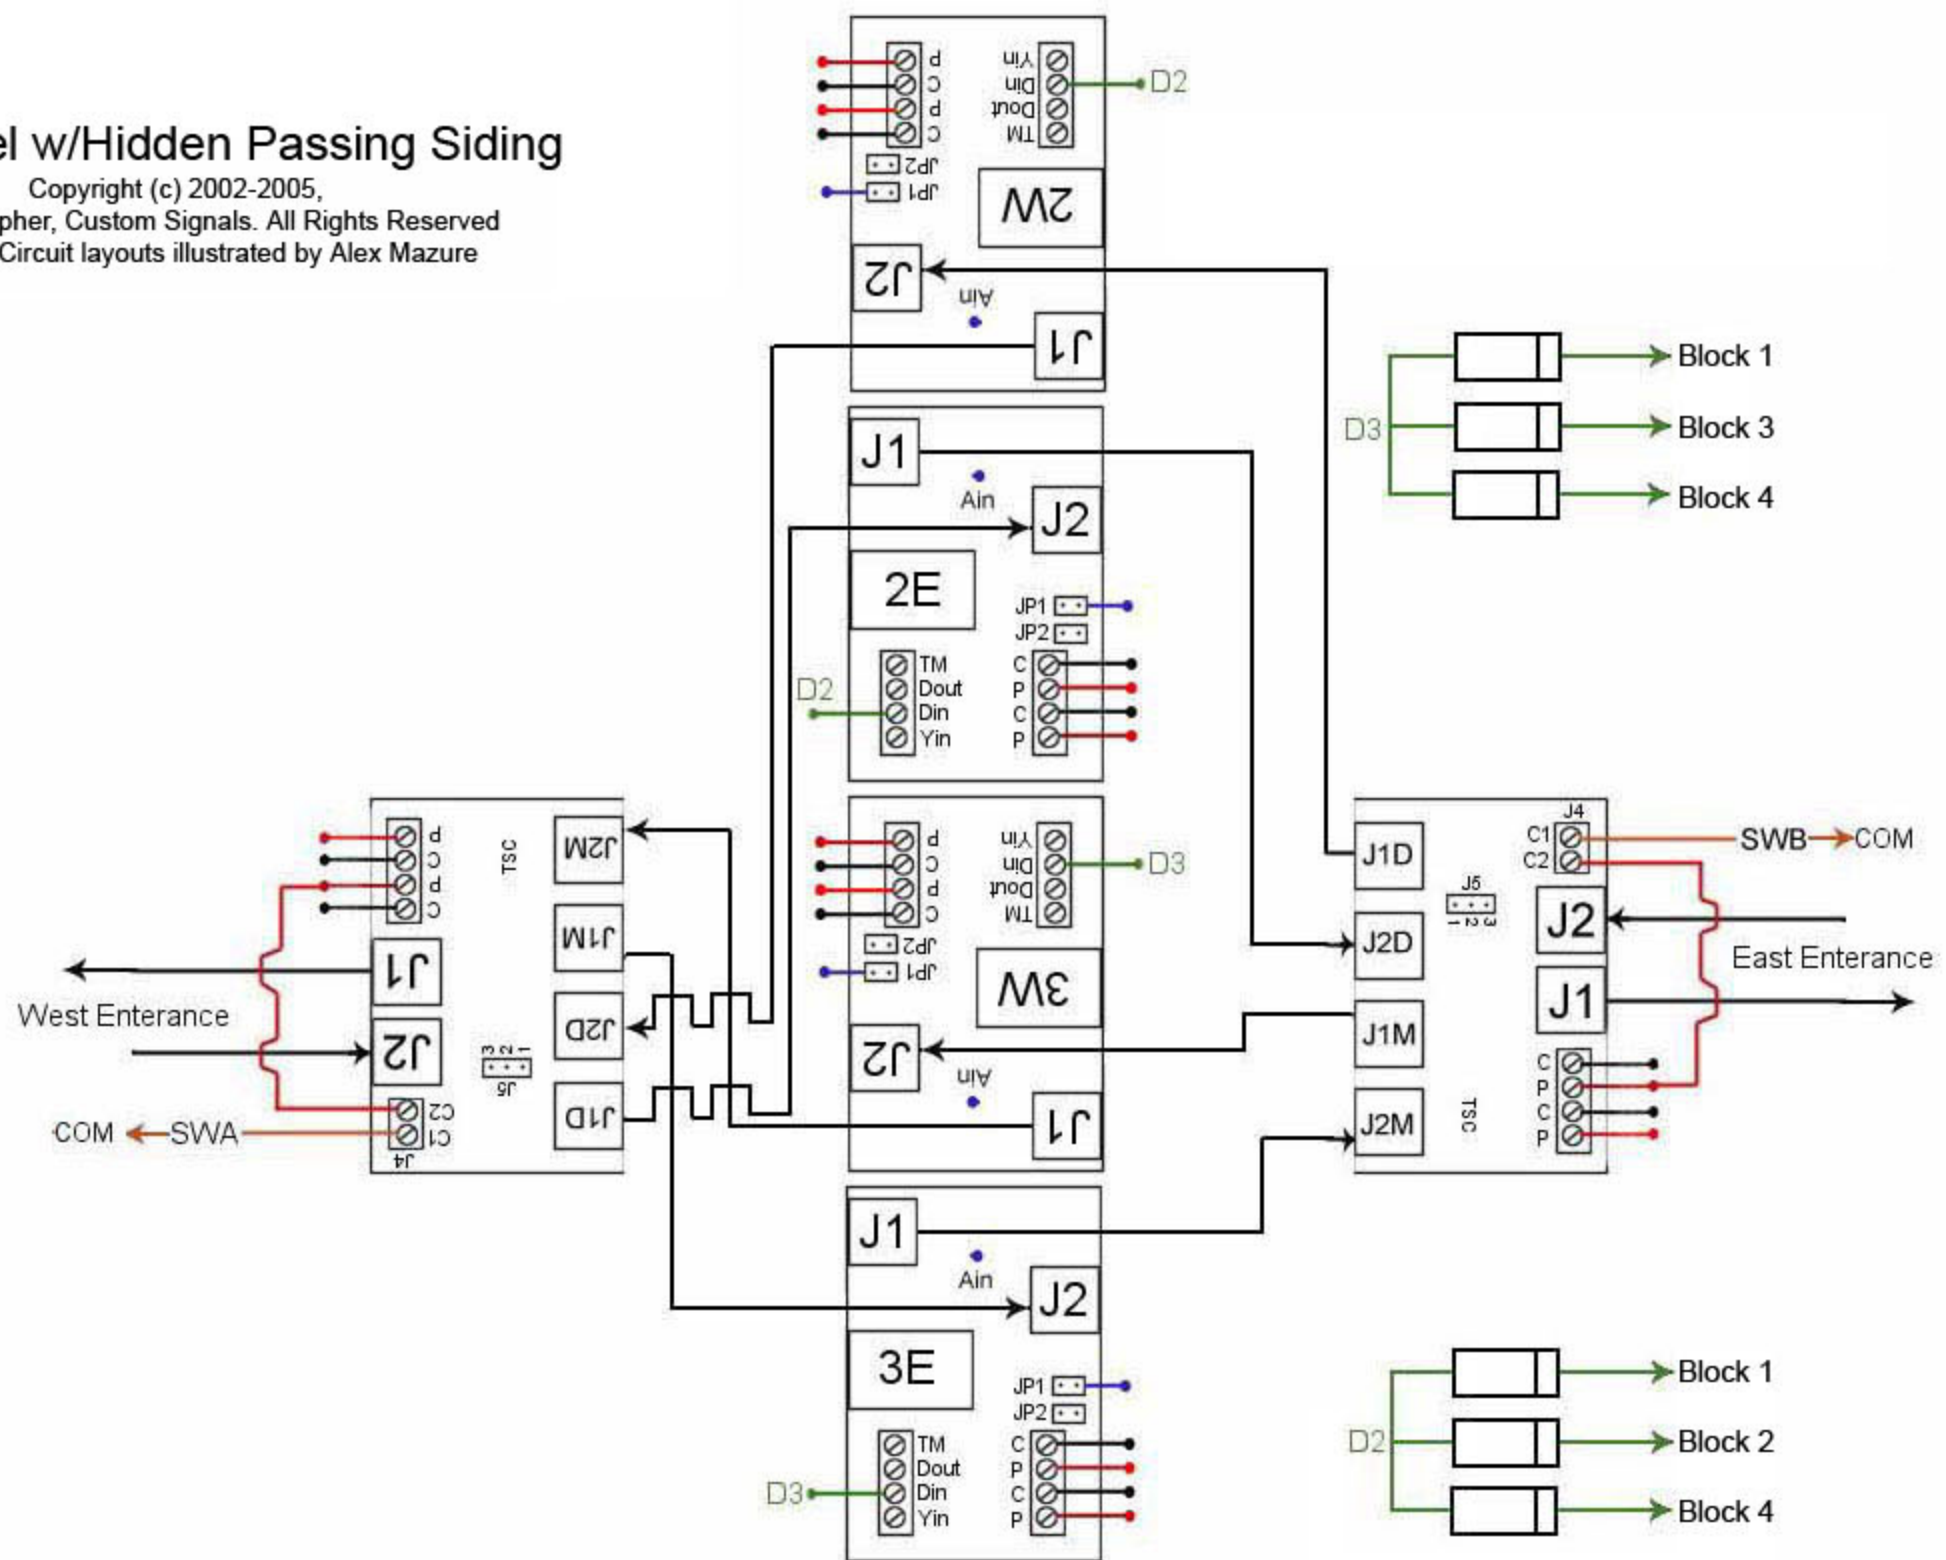 el w/Hidden Passing Siding
Copyright (c) 2002-2005,
pher, Custom Signals. All Rights Reserved
Circuit layouts illustrated by Alex Mazure
P
C
P
C
JP2
JP1
Yin
Din
Dout
TM
D2
2W
J2
Ain
J1
J1
Ain
J2
2E
JP1
JP2
TM
Dout
Din
Yin
D2
C
P
C
P
D3
Block 1
Block 3
Block 4
P
C
P
C
TSC
J2M
J1M
J2D
J1D
J1
J2
West Enterance
3 2 1
J5
C2
C1
J4
COM
SWA
P
C
P
C
JP2
JP1
Yin
Din
Dout
TM
D3
3W
J2
Ain
J1
J1D
J2D
J1M
J2M
J4
C1
C2
SWB
COM
J5
1 2 3
J2
J1
East Enterance
TSC
C
P
C
P
J1
Ain
J2
3E
JP1
JP2
TM
Dout
Din
Yin
D3
C
P
C
P
D2
Block 1
Block 2
Block 4